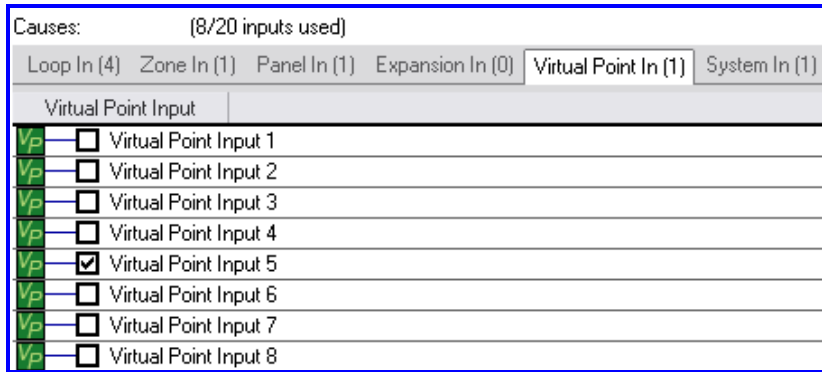 Causes: (8/20 inputs used)
Loop In (4) Zone In (1) Panel In (1) Expansion In (0) Virtual Point In (1) System In (1)
Virtual Point Input
VP Virtual Point Input 1
VP Virtual Point Input 2
VP Virtual Point Input 3
VP Virtual Point Input 4
VP Virtual Point Input 5
VP Virtual Point Input 6
VP Virtual Point Input 7
VP Virtual Point Input 8